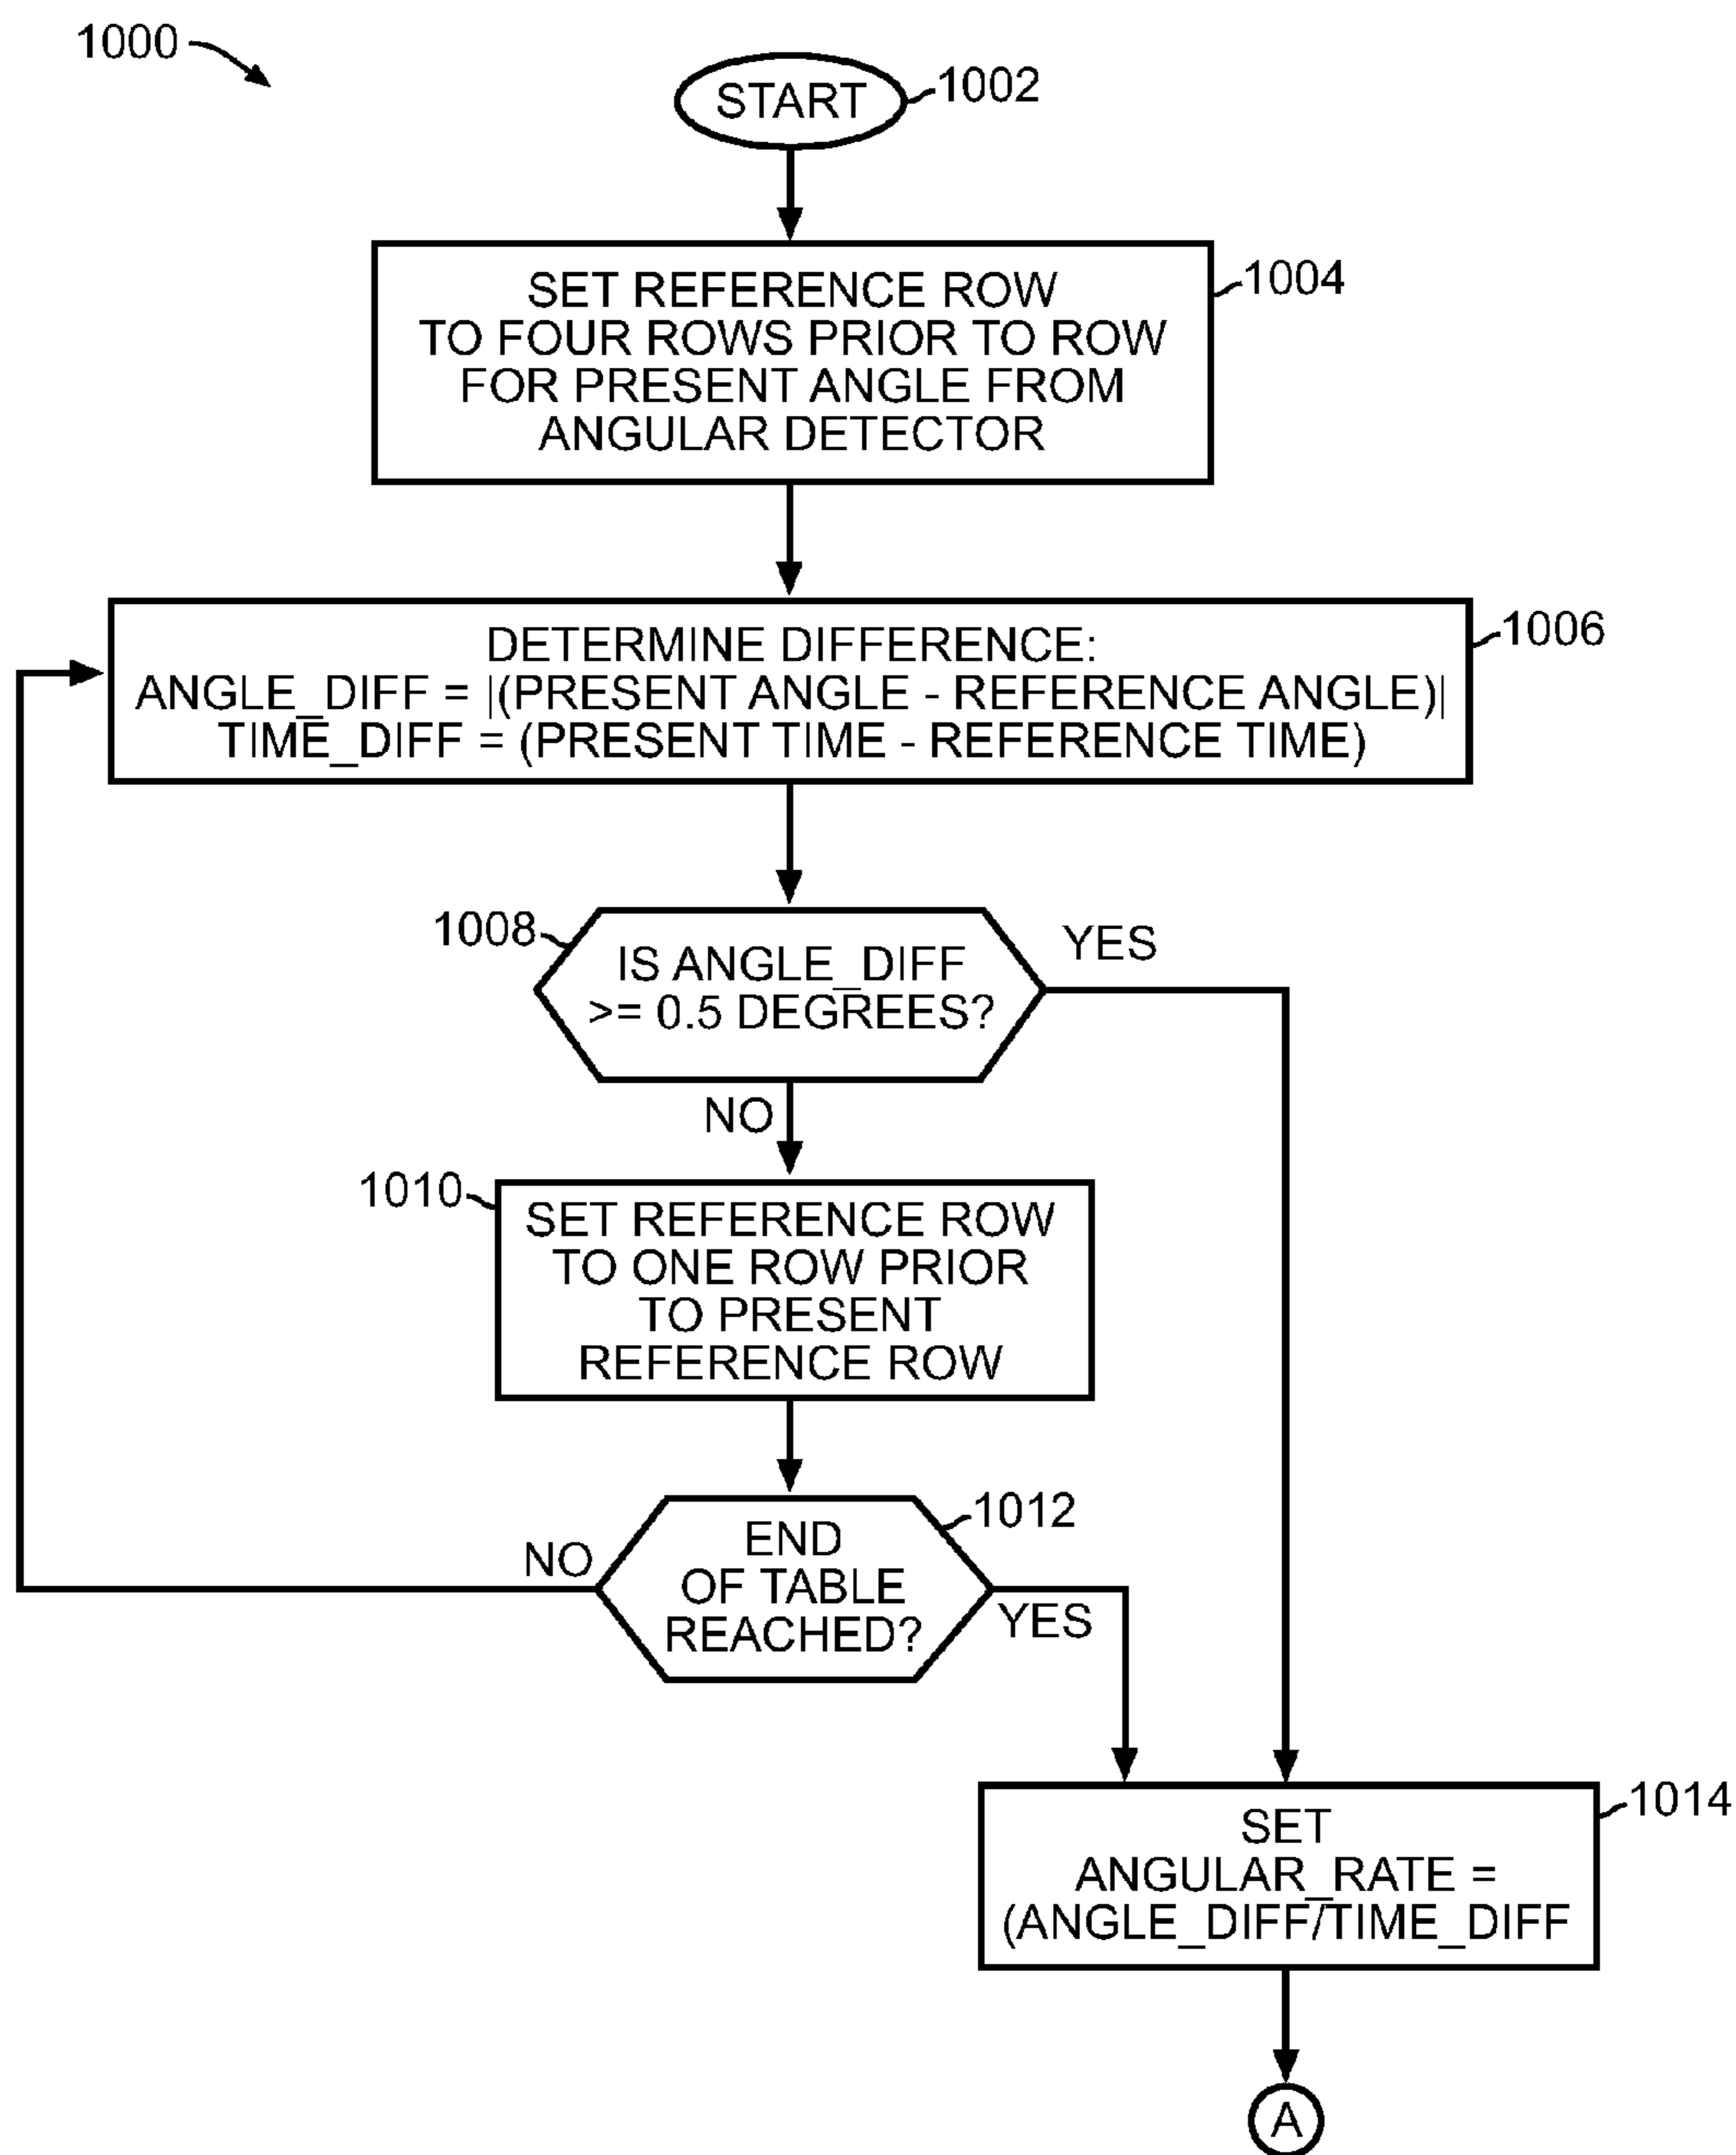 1000
START
1002
SET REFERENCE ROW
TO FOUR ROWS PRIOR TO ROW
FOR PRESENT ANGLE FROM
ANGULAR DETECTOR
1004
DETERMINE DIFFERENCE:
ANGLE_DIFF = |(PRESENT ANGLE - REFERENCE ANGLE)|
TIME_DIFF = (PRESENT TIME - REFERENCE TIME)
1006
1008
IS ANGLE_DIFF
>= 0.5 DEGREES?
YES
NO
1010
SET REFERENCE ROW
TO ONE ROW PRIOR
TO PRESENT
REFERENCE ROW
1012
END
OF TABLE
REACHED?
NO
YES
SET
ANGULAR_RATE =
(ANGLE_DIFF/TIME_DIFF
1014
A